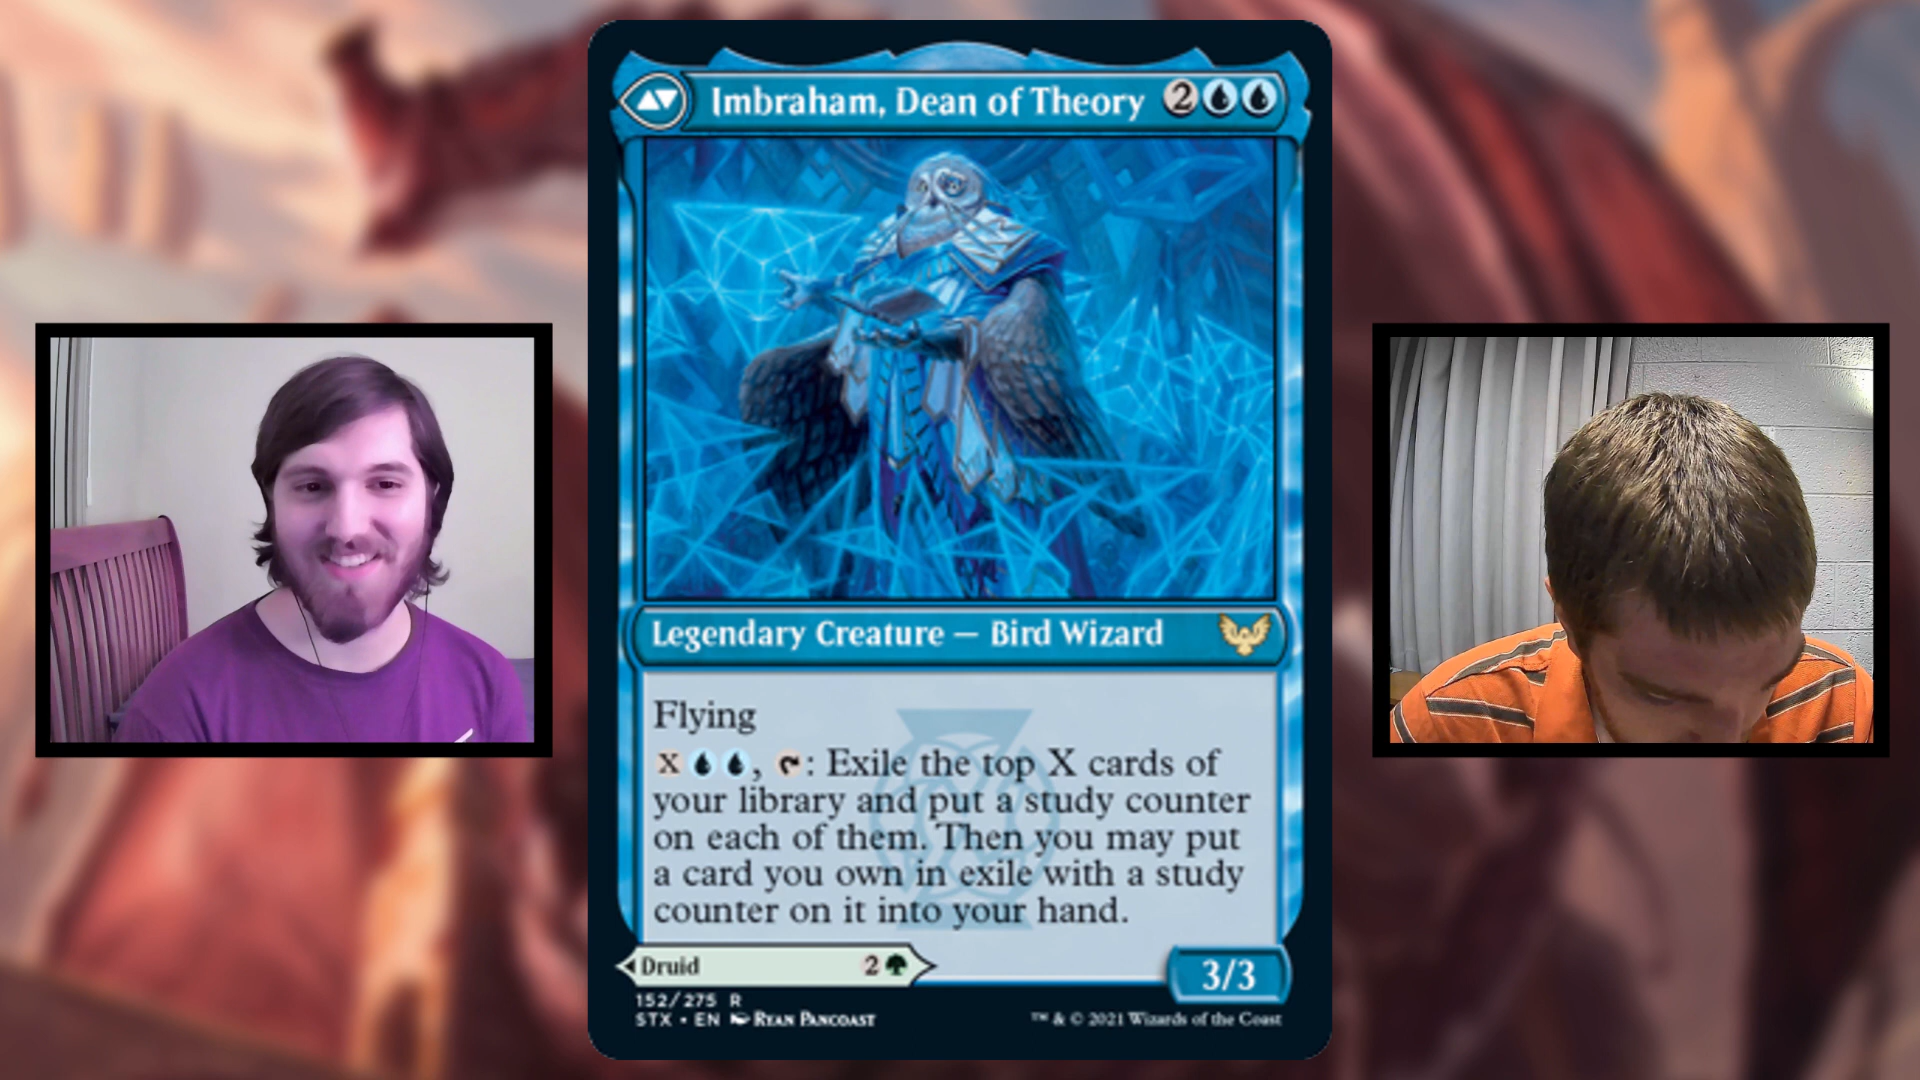 Imbraham, Dean of Theory 2
Legendary Creature — Bird Wizard
Flying
X , : Exile the top X cards of
your library and put a study counter
on each of them. Then you may put
a card you own in exile with a study
counter on it into your hand.
Druid 2
3/3
152/275 R
STX • EN Ryan Pancoast
™ & © 2021 Wizards of the Coast